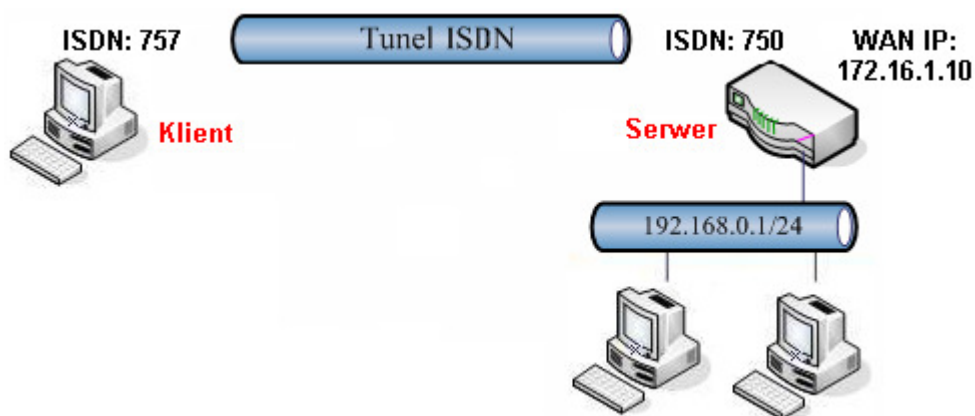 ISDN: 757
Tunel ISDN
ISDN: 750
WAN IP:
172.16.1.10
Klient
Serwer
192.168.0.1/24